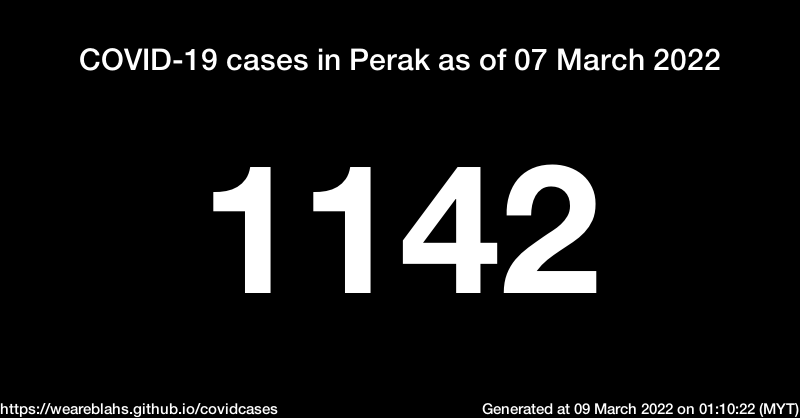 COVID-19 cases in Perak as of 07 March 2022
1142
https://weareblahs.github.io/covidcases
Generated at 09 March 2022 on 01:10:22 (MYT)